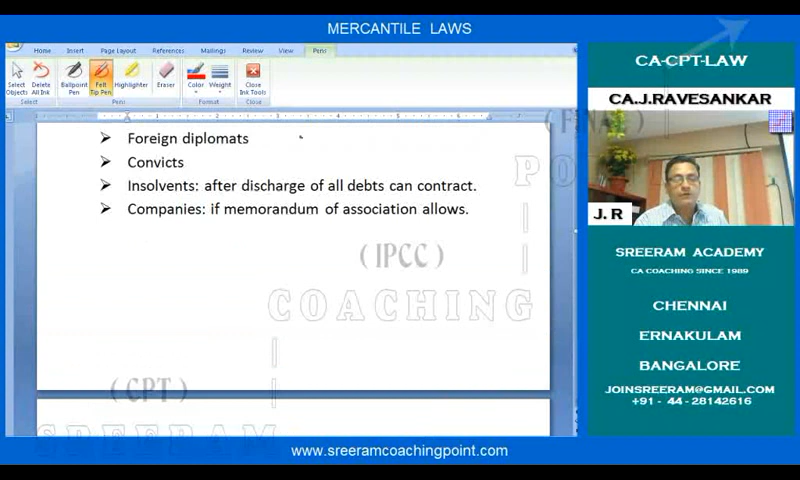 MERCANTILE LAWS
Home Insert Page Layout References Mailings Review View Pens
Select Objects Delete All Ink Ballpoint Pen Felt Tip Pen Highlighter Eraser Color Weight Close Ink Tools
Select Pens Format Close
➢ Foreign diplomats
➢ Convicts
➢ Insolvents: after discharge of all debts can contract.
➢ Companies: if memorandum of association allows.
(IPCC)
COACHING
(CPT)
SREERAM
CA-CPT-LAW
CA.J.RAVESANKAR
J. R
SREERAM ACADEMY
CA COACHING SINCE 1989
CHENNAI
ERNAKULAM
BANGALORE
JOINSREERAM@GMAIL.COM
+91 - 44-28142616
www.sreeramcoachingpoint.com